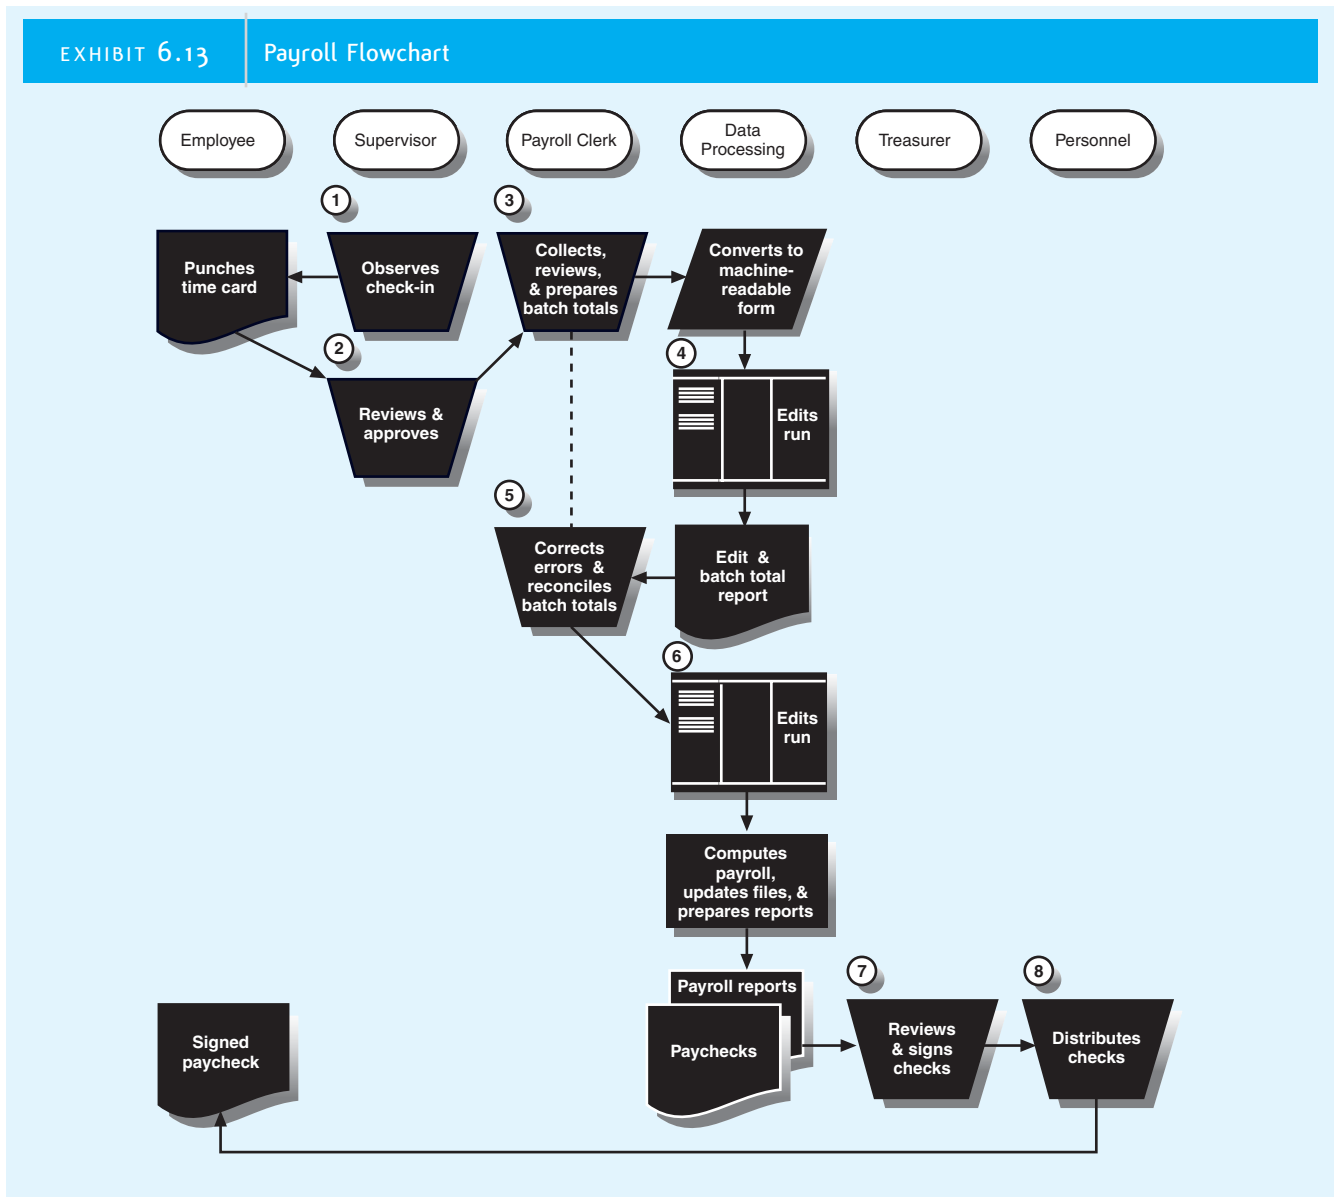 EXHIBIT 6.13
Payroll Flowchart
Employee
Supervisor
Payroll Clerk
Data
Processing
Treasurer
Personnel
1
3
Punches
time card
Observes
check-in
Collects,
reviews,
& prepares
batch totals
Converts to
machine-
readable
form
2
4
Reviews &
approves
Edits
run
5
Corrects
errors &
reconciles
batch totals
Edit &
batch total
report
6
Edits
run
Computes
payroll,
updates files, &
prepares reports
7
8
Payroll reports
Paychecks
Reviews
& signs
checks
Distributes
checks
Signed
paycheck